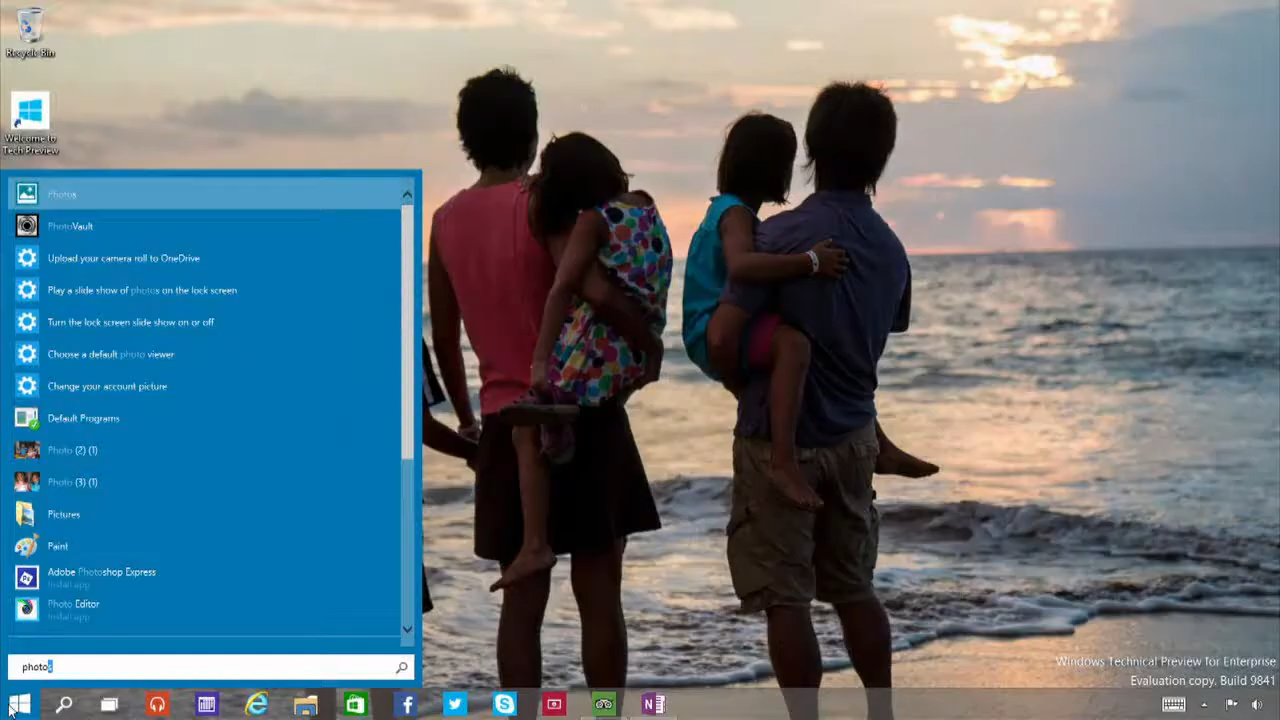 Recycle Bin
Welcome to
Tech Preview
Photos
PhotoVault
Upload your camera roll to OneDrive
Play a slide show of photos on the lock screen
Turn the lock screen slide show on or off
Choose a default photo viewer
Change your account picture
Default Programs
Photo (2) (1)
Photo (3) (1)
Pictures
Paint
Adobe Photoshop Express
Install app
Photo Editor
Install app
photos
Windows Technical Preview for Enterprise
Evaluation copy. Build 9841